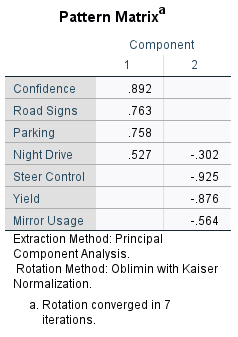 Pattern Matrixa
Component
1 2
Confidence .892
Road Signs .763
Parking .758
Night Drive .527 -.302
Steer Control -.925
Yield -.876
Mirror Usage -.564
Extraction Method: Principal
Component Analysis.
Rotation Method: Oblimin with Kaiser
Normalization.
a. Rotation converged in 7
iterations.